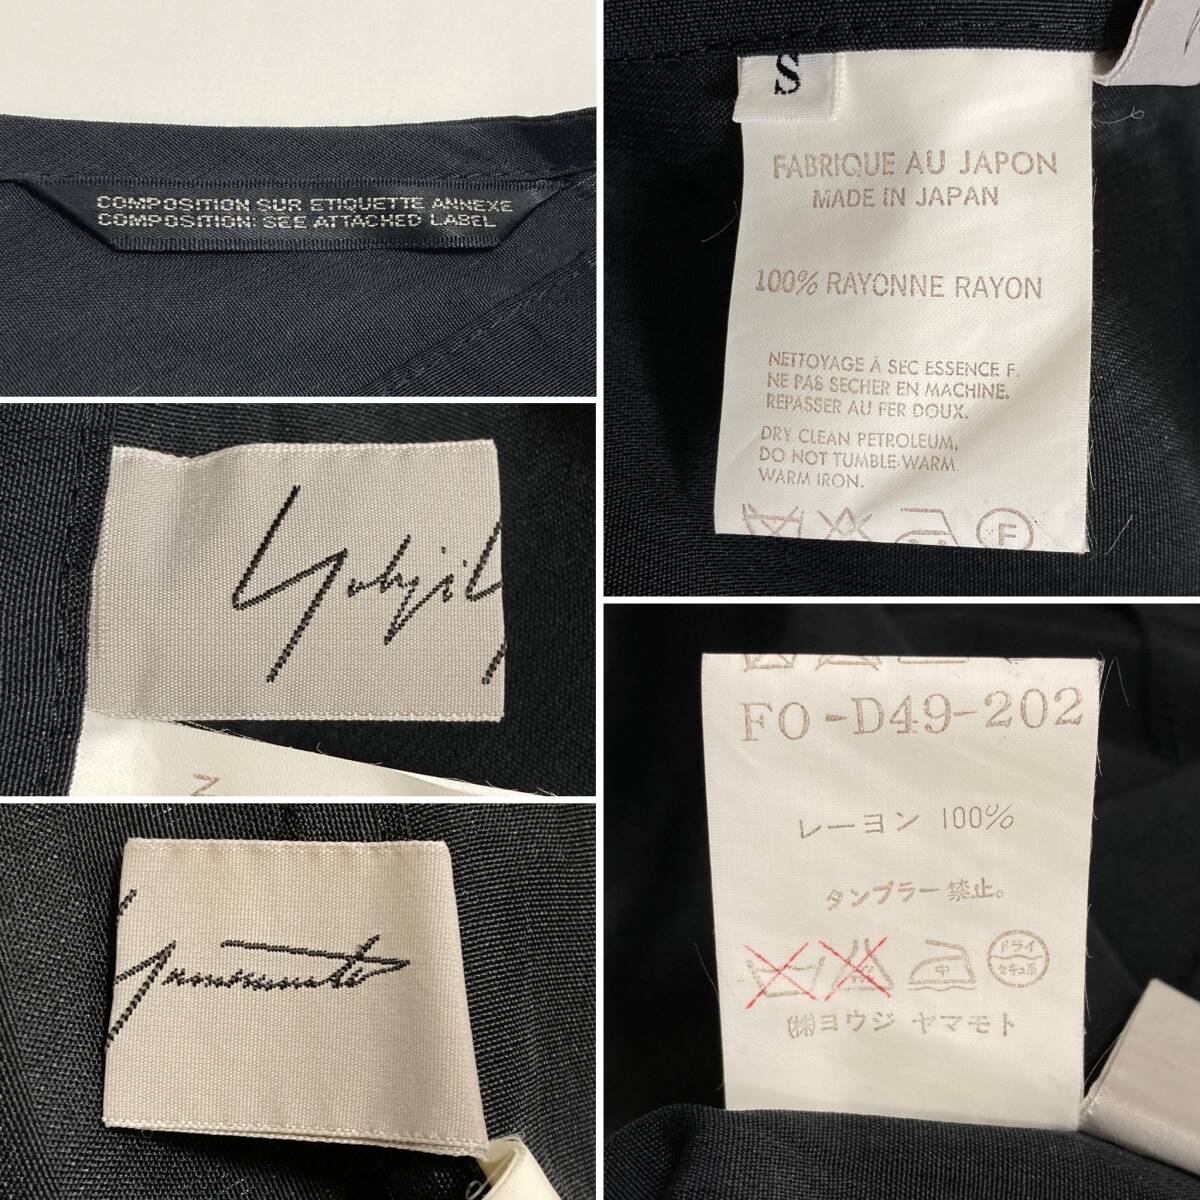 COMPOSITION SUR ETIQUETTE ANNEXE
COMPOSITION: SEE ATTACHED LABEL
Yohji Y
Yamamoto
S
FABRIQUE AU JAPON
MADE IN JAPAN
100% RAYONNE RAYON
NETTOYAGE À SEC ESSENCE F.
NE PAS SECHER EN MACHINE.
REPASSER AU FER DOUX.
DRY CLEAN PETROLEUM.
DO NOT TUMBLE-WARM.
WARM IRON.
F
FO-D49-202
レーヨン 100%
タンブラー禁止。
中
ドライ
セキュ系
(株)ヨウジ ヤマモト